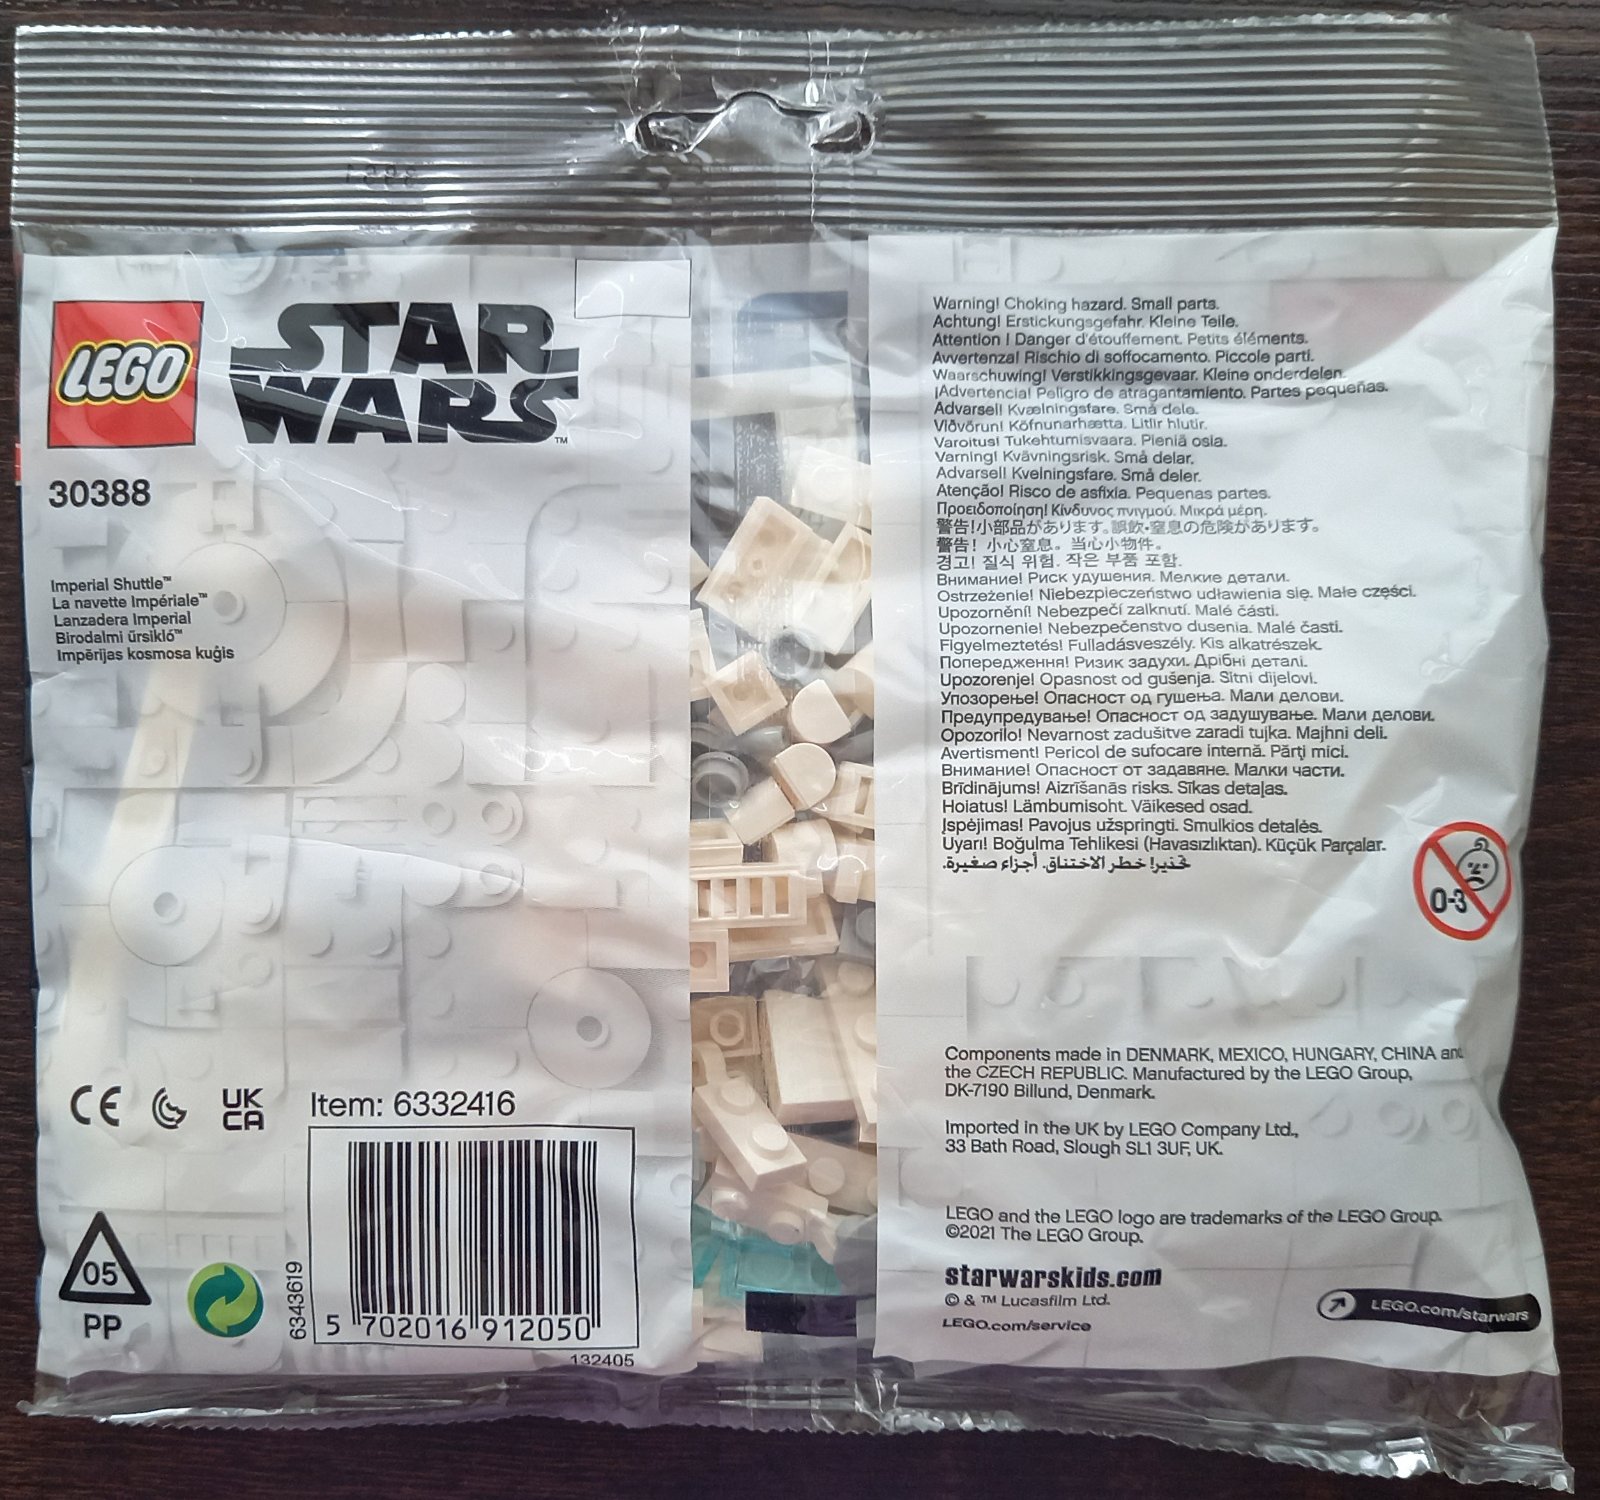 LEGO
STAR
WARS™
30388
Imperial Shuttle™
La navette Impériale™
Lanzadera Imperial
Birodalmi űrsikló™
Impērijas kosmosa kuģis
CE
UK
CA
Item: 6332416
05
PP
6343619
5 702016 912050
132405
Warning! Choking hazard. Small parts.
Achtung! Erstickungsgefahr. Kleine Teile.
Attention ! Danger d'étouffement. Petits éléments.
Avvertenza! Rischio di soffocamento. Piccole parti.
Waarschuwing! Verstikkingsgevaar. Kleine onderdelen.
¡Advertencia! Peligro de atragantamiento. Partes pequeñas.
Advarsel! Kvælningsfare. Små dele.
Viðvörun! Köfnunarhætta. Litlir hlutir.
Varoitus! Tukehtumisvaara. Pieniä osia.
Varning! Kvävningsrisk. Små delar.
Advarsel! Kvelningsfare. Små deler.
Atenção! Risco de asfixia. Pequenas partes.
Προειδοποίηση! Κίνδυνος πνιγμού. Μικρά μέρη.
警告!小部品があります。誤飲・窒息の危険があります。
警告！小心窒息。当心小物件。
경고! 질식 위험. 작은 부품 포함.
Внимание! Риск удушения. Мелкие детали.
Ostrzeżenie! Niebezpieczeństwo udławienia się. Małe części.
Upozornění! Nebezpečí zalknutí. Malé části.
Upozornenie! Nebezpečenstvo dusenia. Malé časti.
Figyelmeztetés! Fulladásveszély. Kis alkatrészek.
Попередження! Ризик задухи. Дрібні деталі.
Upozorenje! Opasnost od gušenja. Sitni dijelovi.
Упозорење! Опасност од гушења. Мали делови.
Предупредување! Опасност од задушување. Мали делови.
Opozorilo! Nevarnost zadušitve zaradi tujka. Majhni deli.
Avertisment! Pericol de sufocare internă. Părți mici.
Внимание! Опасност от задавяне. Малки части.
Brīdinājums! Aizrīšanās risks. Sīkas detaļas.
Hoiatus! Lämbumisoht. Väikesed osad.
Įspėjimas! Pavojus užspringti. Smulkios detalės.
Uyarı! Boğulma Tehlikesi (Havasızlıktan). Küçük Parçalar.
تحذير! خطر الاختناق. أجزاء صغيرة.
0-3
Components made in DENMARK, MEXICO, HUNGARY, CHINA and
the CZECH REPUBLIC. Manufactured by the LEGO Group,
DK-7190 Billund, Denmark.
Imported in the UK by LEGO Company Ltd.,
33 Bath Road, Slough SL1 3UF, UK.
LEGO and the LEGO logo are trademarks of the LEGO Group.
©2021 The LEGO Group.
starwarskids.com
© & ™ Lucasfilm Ltd.
LEGO.com/service
LEGO.com/starwars